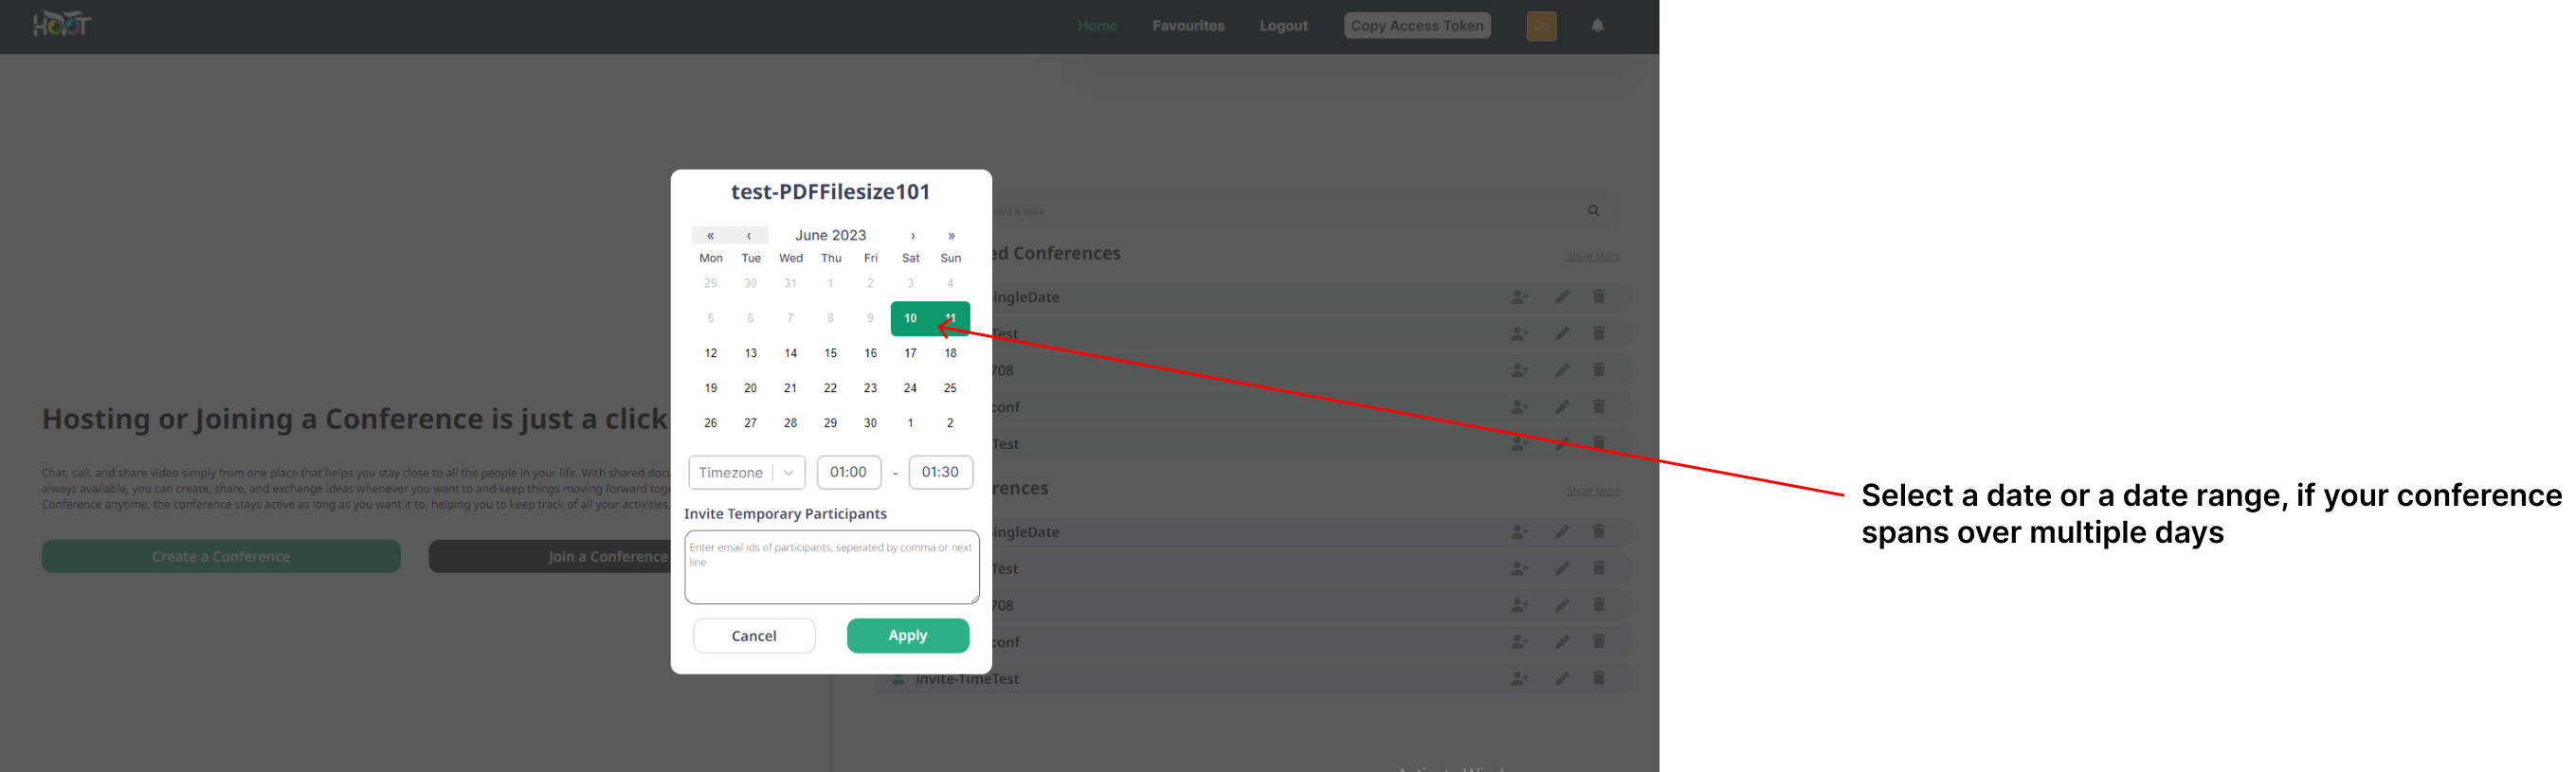 HOOT
Home Favourites Logout Copy Access Token DU
test-PDFFilesize101
« ‹ June 2023 › »
Mon Tue Wed Thu Fri Sat Sun
29 30 31 1 2 3 4
5 6 7 8 9 10 11
12 13 14 15 16 17 18
19 20 21 22 23 24 25
26 27 28 29 30 1 2
Timezone 01:00 - 01:30
Invite Temporary Participants
Enter email ids of participants, seperated by comma or next
line
Cancel Apply
Hosting or Joining a Conference is just a click
Chat, call, and share video simply from one place that helps you stay close to all the people in your life. With shared docu
always available, you can create, share, and exchange ideas whenever you want to and keep things moving forward toge
Conference anytime, the conference stays active as long as you want it to, helping you to keep track of all your activities.
Create a Conference Join a Conference
& more
ed Conferences Show More
ingleDate
Test
708
conf
Test
rences Show More
ingleDate
Test
708
conf
invite-TimeTest
Select a date or a date range, if your conference
spans over multiple days